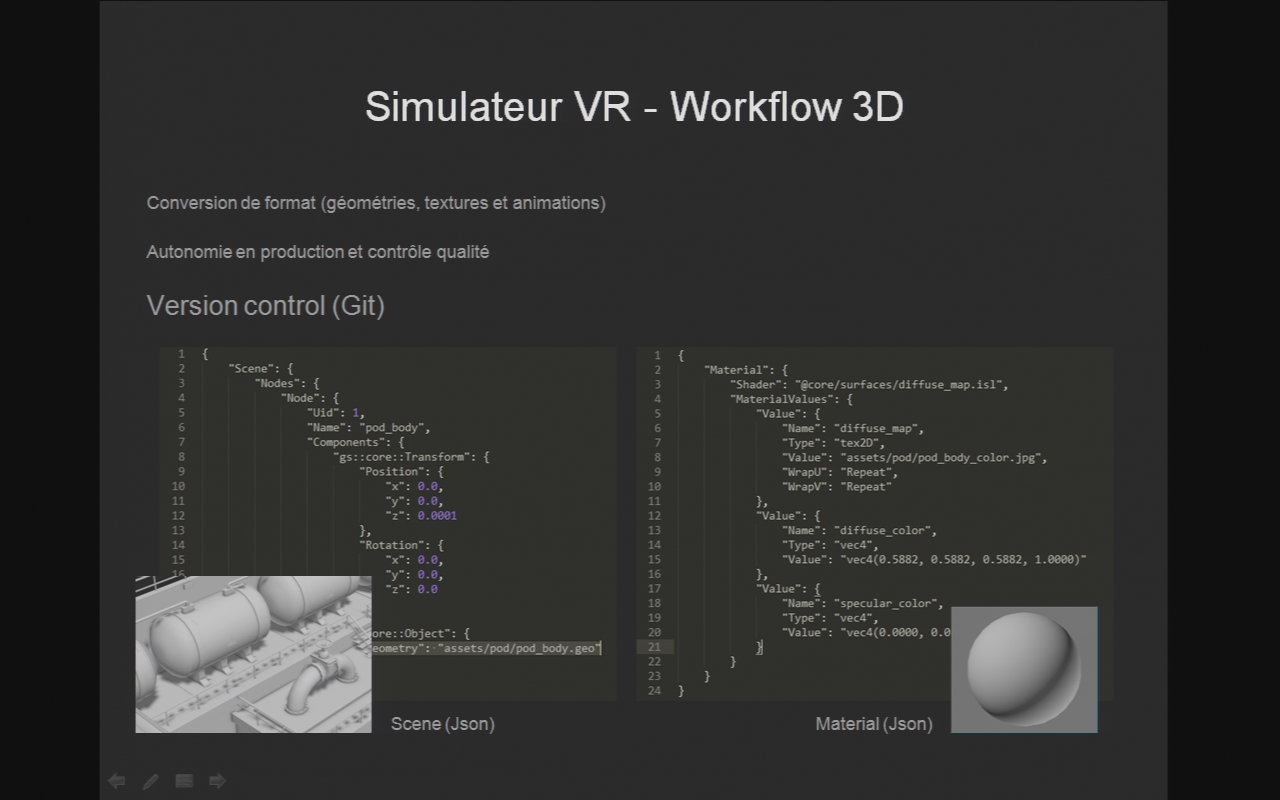 Simulateur VR - Workflow 3D
Conversion de format (géométries, textures et animations)
Autonomie en production et contrôle qualité
Version control (Git)
1 {
2 "Scene": {
3 "Nodes": {
4 "Node": {
5 "Uid": 1,
6 "Name": "pod_body",
7 "Components": {
8 "gs::core::Transform": {
9 "Position": {
10 "x": 0.0,
11 "y": 0.0,
12 "z": 0.0001
13 },
14 "Rotation": {
15 "x": 0.0,
16 "y": 0.0,
"z": 0.0
ore::Object": {
eometry": "assets/pod/pod_body.geo"
Scene (Json)
1 {
2 "Material": {
3 "Shader": "@core/surfaces/diffuse_map.isl",
4 "MaterialValues": {
5 "Value": {
6 "Name": "diffuse_map",
7 "Type": "tex2D",
8 "Value": "assets/pod/pod_body_color.jpg",
9 "WrapU": "Repeat",
10 "WrapV": "Repeat"
11 },
12 "Value": {
13 "Name": "diffuse_color",
14 "Type": "vec4",
15 "Value": "vec4(0.5882, 0.5882, 0.5882, 1.0000)"
16 },
17 "Value": {
18 "Name": "specular_color",
19 "Type": "vec4",
20 "Value": "vec4(0.0000, 0.0
21 }
22 }
23 }
24 }
Material (Json)